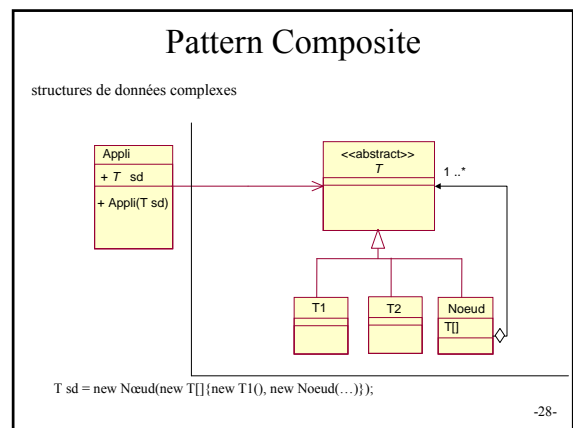 Pattern Composite
structures de données complexes
Appli
+ T sd
+ Appli(T sd)
<<abstract>>
T
1 ..*
T1
T2
Noeud
T[]
T sd = new Nœud(new T[]{new T1(), new Noeud(…)});
-28-